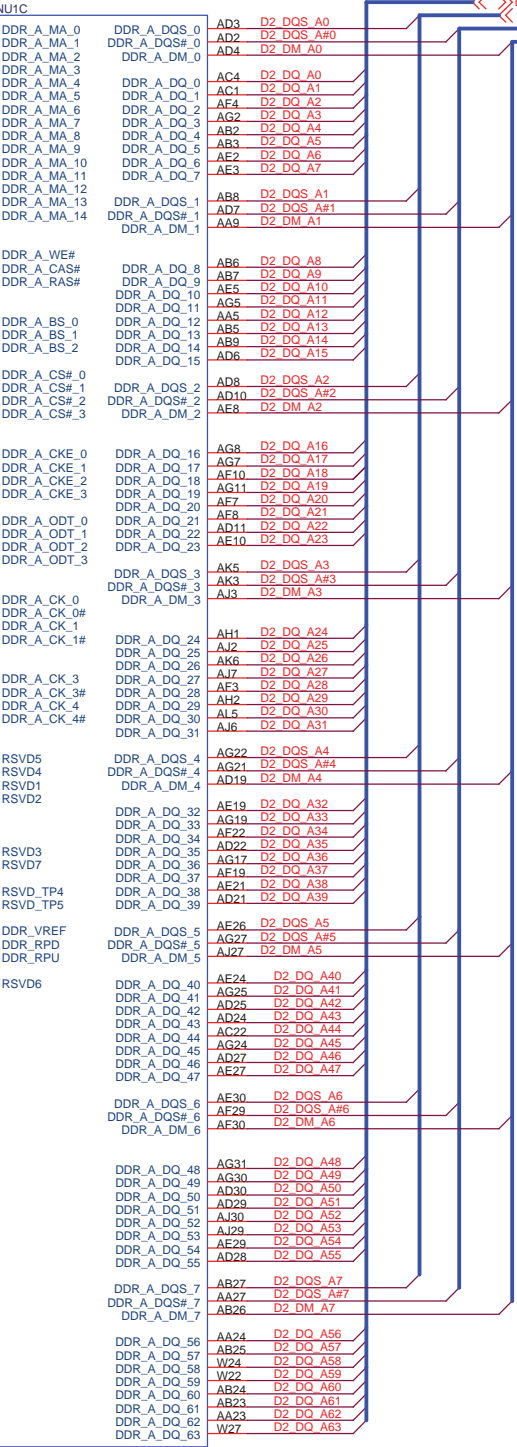 NU1C
DDR_A_MA_0 DDR_A_DQS_0 AD3 D2_DQS_A0
DDR_A_MA_1 DDR_A_DQS#_0 AD2 D2_DQS_A#0
DDR_A_MA_2 DDR_A_DM_0 AD4 D2_DM_A0
DDR_A_MA_3
DDR_A_MA_4 DDR_A_DQ_0 AC4 D2_DQ_A0
DDR_A_MA_5 DDR_A_DQ_1 AC1 D2_DQ_A1
DDR_A_MA_6 DDR_A_DQ_2 AF4 D2_DQ_A2
DDR_A_MA_7 DDR_A_DQ_3 AG2 D2_DQ_A3
DDR_A_MA_8 DDR_A_DQ_4 AB2 D2_DQ_A4
DDR_A_MA_9 DDR_A_DQ_5 AB3 D2_DQ_A5
DDR_A_MA_10 DDR_A_DQ_6 AE2 D2_DQ_A6
DDR_A_MA_11 DDR_A_DQ_7 AE3 D2_DQ_A7
DDR_A_MA_12
DDR_A_MA_13 DDR_A_DQS_1 AB8 D2_DQS_A1
DDR_A_MA_14 DDR_A_DQS#_1 AD7 D2_DQS_A#1
DDR_A_DM_1 AA9 D2_DM_A1
DDR_A_WE#
DDR_A_CAS# DDR_A_DQ_8 AB6 D2_DQ_A8
DDR_A_RAS# DDR_A_DQ_9 AB7 D2_DQ_A9
DDR_A_DQ_10 AE5 D2_DQ_A10
DDR_A_DQ_11 AG5 D2_DQ_A11
DDR_A_BS_0 DDR_A_DQ_12 AA5 D2_DQ_A12
DDR_A_BS_1 DDR_A_DQ_13 AB5 D2_DQ_A13
DDR_A_BS_2 DDR_A_DQ_14 AB9 D2_DQ_A14
DDR_A_DQ_15 AD6 D2_DQ_A15
DDR_A_CS#_0
DDR_A_CS#_1 DDR_A_DQS_2 AD8 D2_DQS_A2
DDR_A_CS#_2 DDR_A_DQS#_2 AD10 D2_DQS_A#2
DDR_A_CS#_3 DDR_A_DM_2 AE8 D2_DM_A2
DDR_A_CKE_0 DDR_A_DQ_16 AG8 D2_DQ_A16
DDR_A_CKE_1 DDR_A_DQ_17 AG7 D2_DQ_A17
DDR_A_CKE_2 DDR_A_DQ_18 AF10 D2_DQ_A18
DDR_A_CKE_3 DDR_A_DQ_19 AG11 D2_DQ_A19
DDR_A_DQ_20 AF7 D2_DQ_A20
DDR_A_ODT_0 DDR_A_DQ_21 AF8 D2_DQ_A21
DDR_A_ODT_1 DDR_A_DQ_22 AD11 D2_DQ_A22
DDR_A_ODT_2 DDR_A_DQ_23 AE10 D2_DQ_A23
DDR_A_ODT_3
DDR_A_DQS_3 AK5 D2_DQS_A3
DDR_A_DQS#_3 AK3 D2_DQS_A#3
DDR_A_CK_0 DDR_A_DM_3 AJ3 D2_DM_A3
DDR_A_CK_0#
DDR_A_CK_1
DDR_A_CK_1# DDR_A_DQ_24 AH1 D2_DQ_A24
DDR_A_DQ_25 AJ2 D2_DQ_A25
DDR_A_DQ_26 AK6 D2_DQ_A26
DDR_A_CK_3 DDR_A_DQ_27 AJ7 D2_DQ_A27
DDR_A_CK_3# DDR_A_DQ_28 AF3 D2_DQ_A28
DDR_A_CK_4 DDR_A_DQ_29 AH2 D2_DQ_A29
DDR_A_CK_4# DDR_A_DQ_30 AL5 D2_DQ_A30
DDR_A_DQ_31 AJ6 D2_DQ_A31
RSVD5 DDR_A_DQS_4 AG22 D2_DQS_A4
RSVD4 DDR_A_DQS#_4 AG21 D2_DQS_A#4
RSVD1 DDR_A_DM_4 AD19 D2_DM_A4
RSVD2
DDR_A_DQ_32 AE19 D2_DQ_A32
DDR_A_DQ_33 AG19 D2_DQ_A33
DDR_A_DQ_34 AF22 D2_DQ_A34
RSVD3 DDR_A_DQ_35 AD22 D2_DQ_A35
RSVD7 DDR_A_DQ_36 AG17 D2_DQ_A36
DDR_A_DQ_37 AF19 D2_DQ_A37
RSVD_TP4 DDR_A_DQ_38 AE21 D2_DQ_A38
RSVD_TP5 DDR_A_DQ_39 AD21 D2_DQ_A39
DDR_VREF DDR_A_DQS_5 AE26 D2_DQS_A5
DDR_RPD DDR_A_DQS#_5 AG27 D2_DQS_A#5
DDR_RPU DDR_A_DM_5 AJ27 D2_DM_A5
RSVD6 DDR_A_DQ_40 AE24 D2_DQ_A40
DDR_A_DQ_41 AG25 D2_DQ_A41
DDR_A_DQ_42 AD25 D2_DQ_A42
DDR_A_DQ_43 AD24 D2_DQ_A43
DDR_A_DQ_44 AC22 D2_DQ_A44
DDR_A_DQ_45 AG24 D2_DQ_A45
DDR_A_DQ_46 AD27 D2_DQ_A46
DDR_A_DQ_47 AE27 D2_DQ_A47
DDR_A_DQS_6 AE30 D2_DQS_A6
DDR_A_DQS#_6 AF29 D2_DQS_A#6
DDR_A_DM_6 AF30 D2_DM_A6
DDR_A_DQ_48 AG31 D2_DQ_A48
DDR_A_DQ_49 AG30 D2_DQ_A49
DDR_A_DQ_50 AD30 D2_DQ_A50
DDR_A_DQ_51 AD29 D2_DQ_A51
DDR_A_DQ_52 AJ30 D2_DQ_A52
DDR_A_DQ_53 AJ29 D2_DQ_A53
DDR_A_DQ_54 AE29 D2_DQ_A54
DDR_A_DQ_55 AD28 D2_DQ_A55
DDR_A_DQS_7 AB27 D2_DQS_A7
DDR_A_DQS#_7 AA27 D2_DQS_A#7
DDR_A_DM_7 AB26 D2_DM_A7
DDR_A_DQ_56 AA24 D2_DQ_A56
DDR_A_DQ_57 AB25 D2_DQ_A57
DDR_A_DQ_58 W24 D2_DQ_A58
DDR_A_DQ_59 W22 D2_DQ_A59
DDR_A_DQ_60 AB24 D2_DQ_A60
DDR_A_DQ_61 AB23 D2_DQ_A61
DDR_A_DQ_62 AA23 D2_DQ_A62
DDR_A_DQ_63 W27 D2_DQ_A63